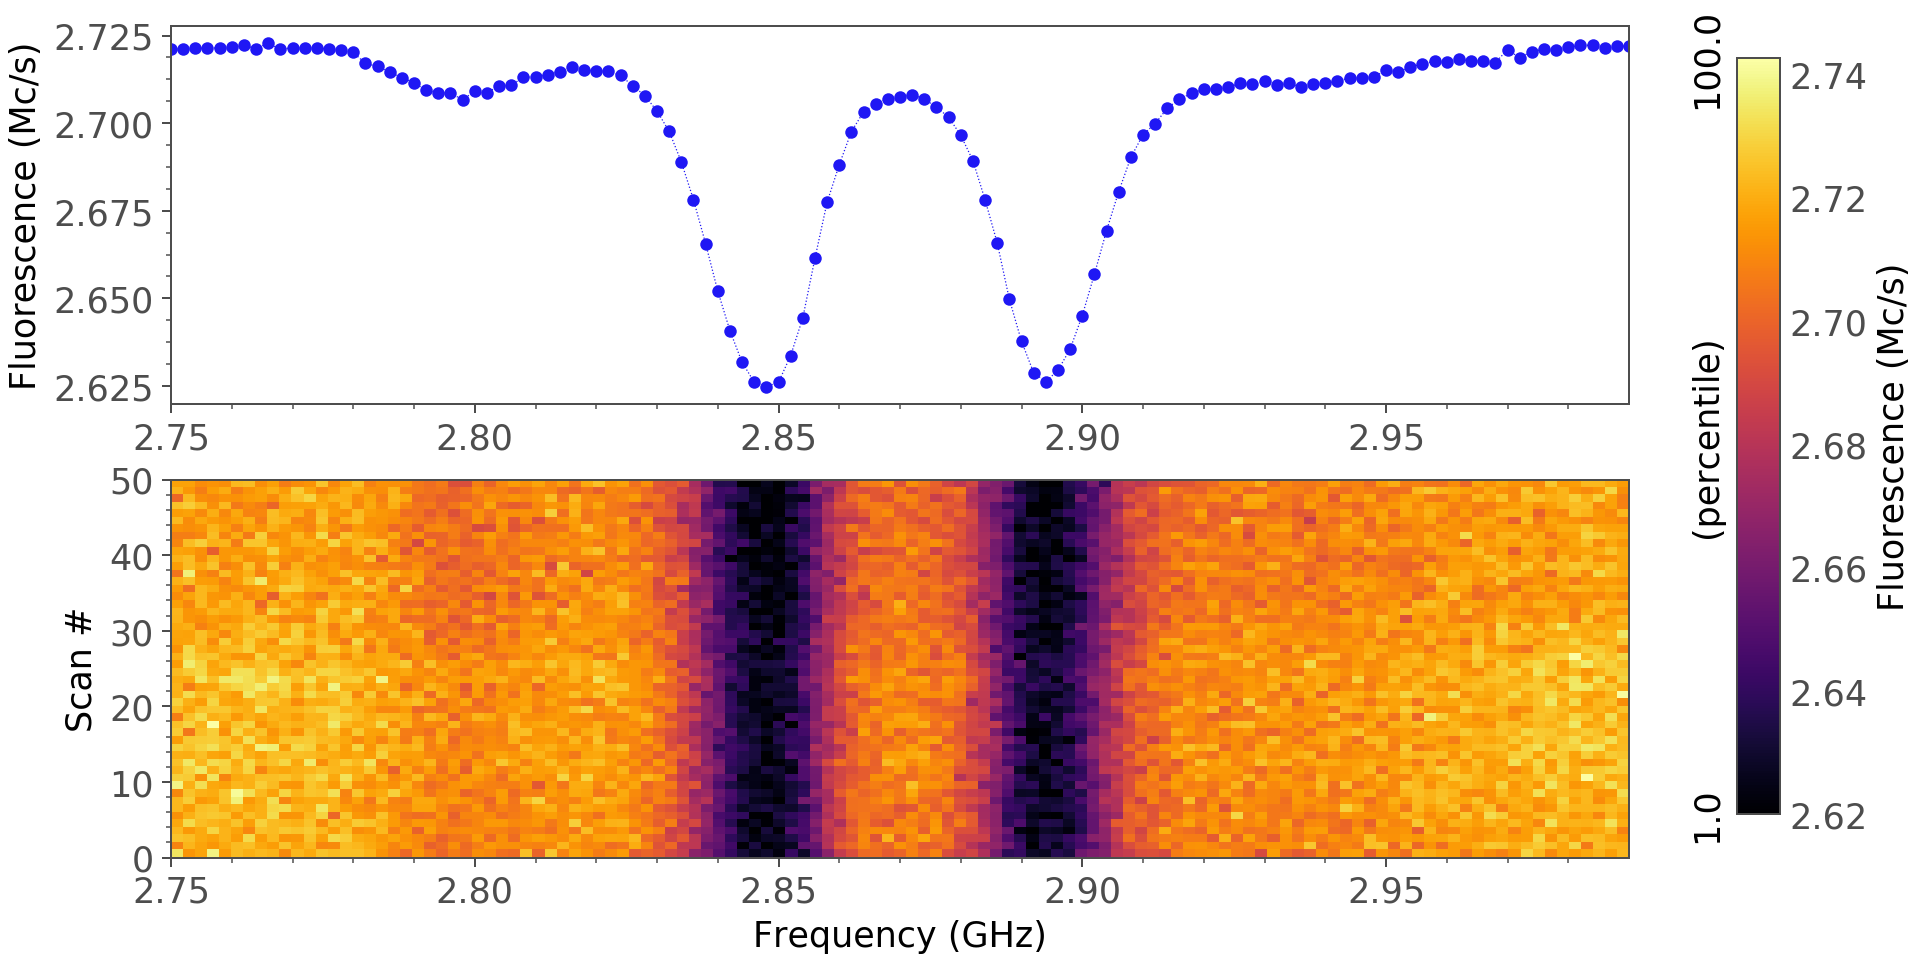 Fluorescence (Mc/s)
2.725
2.700
2.675
2.650
2.625
2.75 2.80 2.85 2.90 2.95
Scan #
50
40
30
20
10
0
2.75 2.80 2.85 2.90 2.95
Frequency (GHz)
1.0 (percentile) 100.0
2.74
2.72
2.70
2.68
2.66
2.64
2.62
Fluorescence (Mc/s)